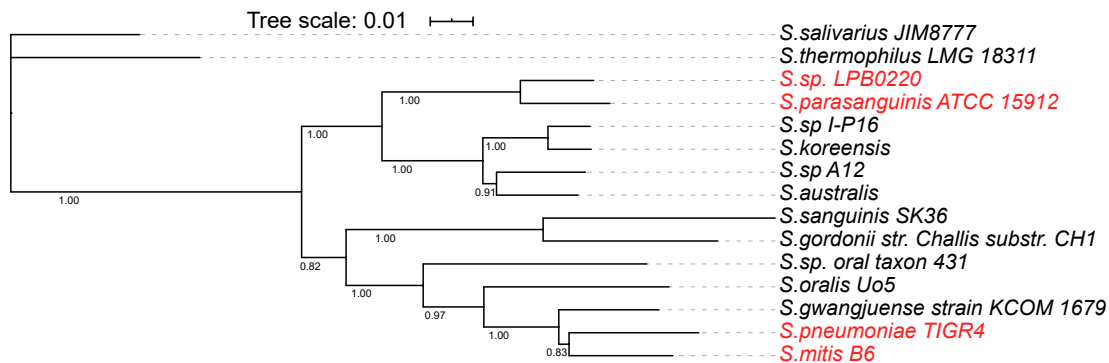 Tree scale: 0.01
S.salivarius JIM8777
S.thermophilus LMG 18311
S.sp. LPB0220
1.00
S.parasanguinis ATCC 15912
1.00
S.sp I-P16
1.00
S.koreensis
1.00
S.sp A12
0.91
S.australis
1.00
S.sanguinis SK36
1.00
S.gordonii str. Challis substr. CH1
0.82
S.sp. oral taxon 431
1.00
S.oralis Uo5
0.97
S.gwangjuense strain KCOM 1679
1.00
S.pneumoniae TIGR4
0.83
S.mitis B6